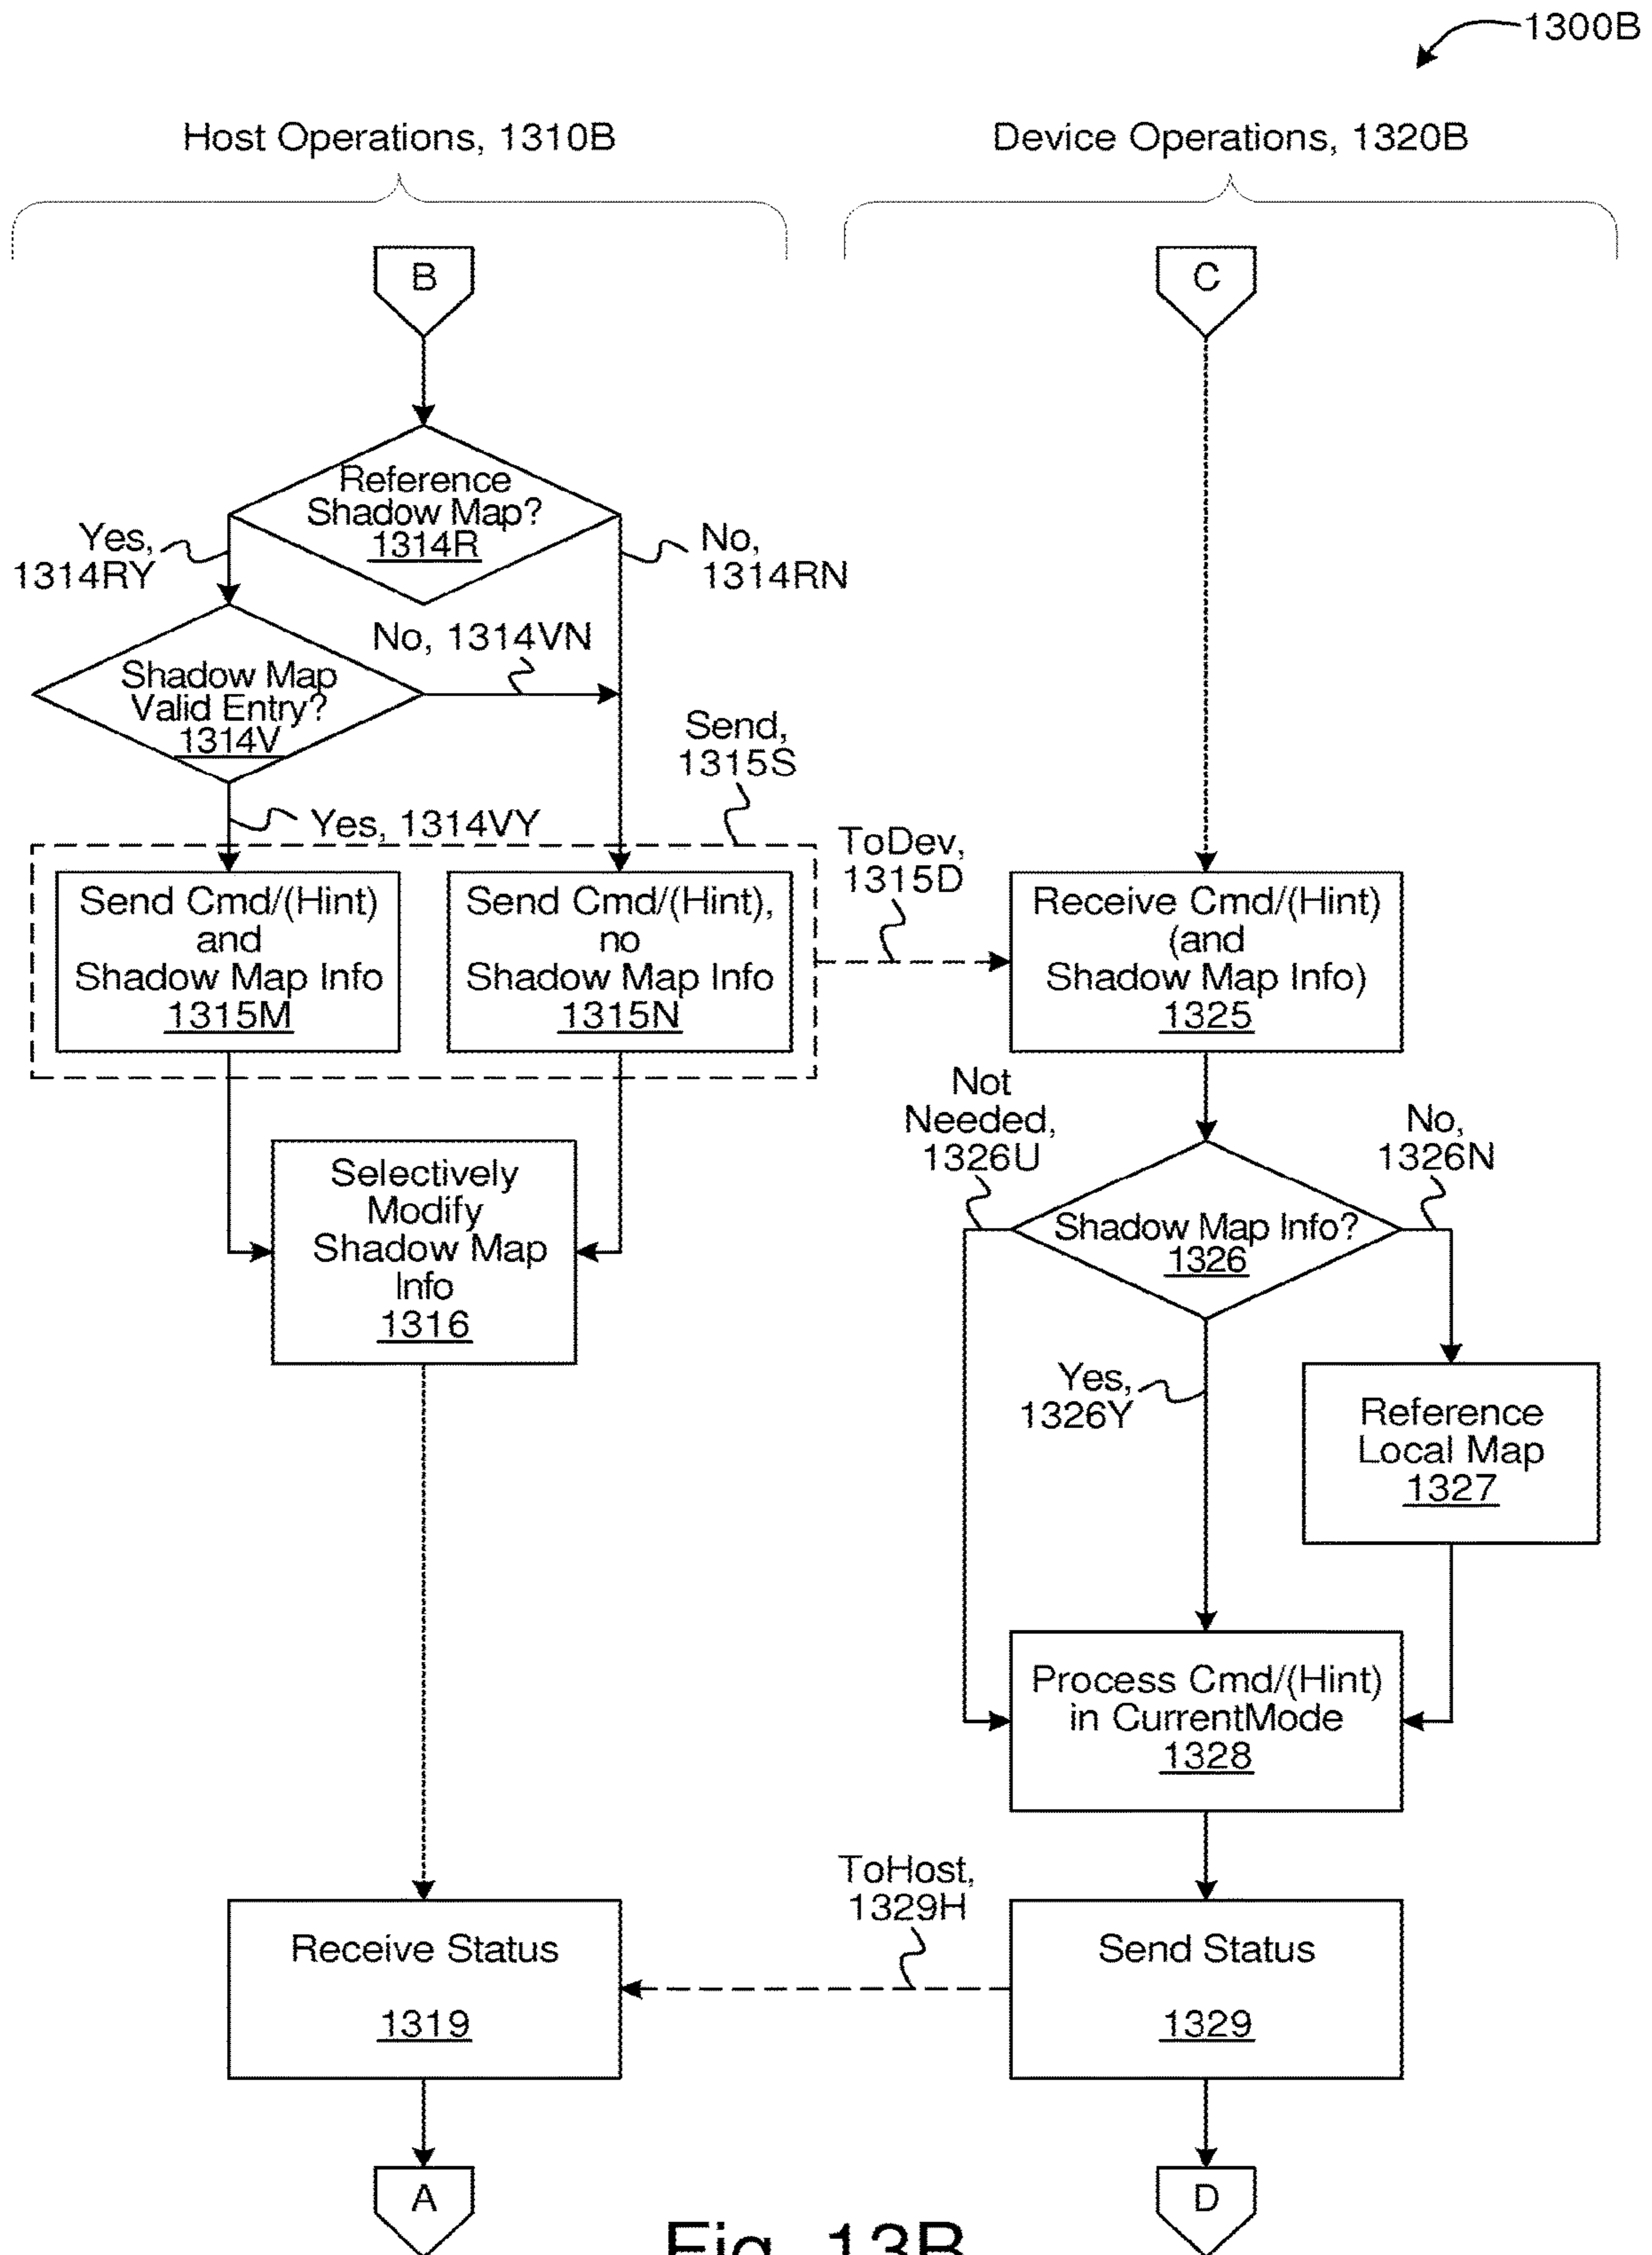 1300B
Host Operations, 1310B
Device Operations, 1320B
B
C
Reference
Shadow Map?
1314R
Yes,
1314RY
No,
1314RN
No, 1314VN
Shadow Map
Valid Entry?
1314V
Send,
1315S
Yes, 1314VY
ToDev,
1315D
Send Cmd/(Hint)
and
Shadow Map Info
1315M
Send Cmd/(Hint),
no
Shadow Map Info
1315N
Receive Cmd/(Hint)
(and
Shadow Map Info)
1325
Not
Needed,
1326U
No,
1326N
Selectively
Modify
Shadow Map
Info
1316
Shadow Map Info?
1326
Yes,
1326Y
Reference
Local Map
1327
Process Cmd/(Hint)
in CurrentMode
1328
ToHost,
1329H
Receive Status
1319
Send Status
1329
A
D
Fig. 13B